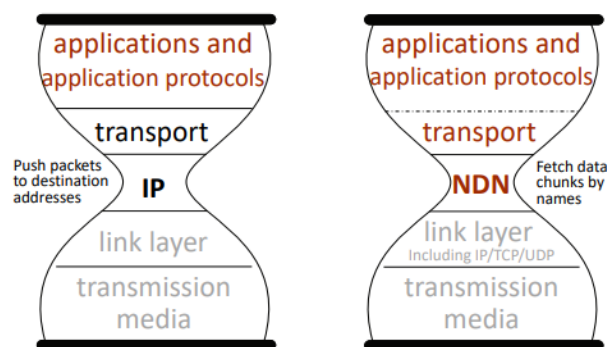 applications and
application protocols
transport
Push packets
to destination
addresses
IP
link layer
transmission
media
applications and
application protocols
transport
NDN
Fetch data
chunks by
names
link layer
Including IP/TCP/UDP
transmission
media